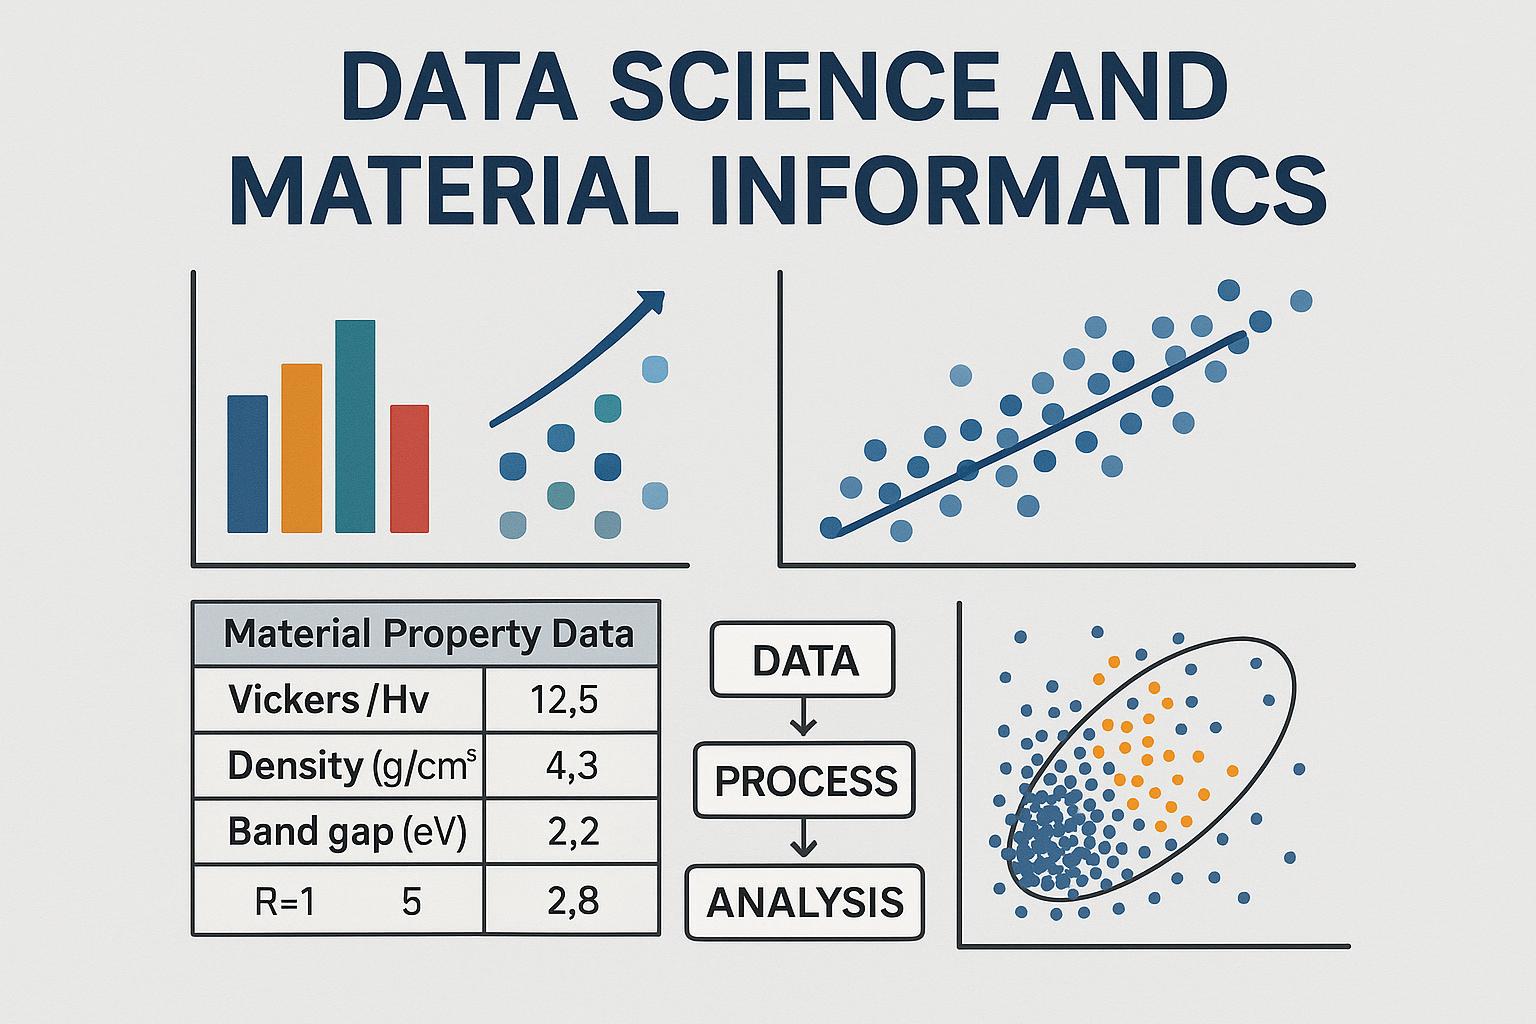 DATA SCIENCE AND
MATERIAL INFORMATICS
Material Property Data
Vickers/Hv 12,5
Density (g/cmˢ 4,3
Band gap (eV) 2,2
R=1 5 2,8
DATA
PROCESS
ANALYSIS